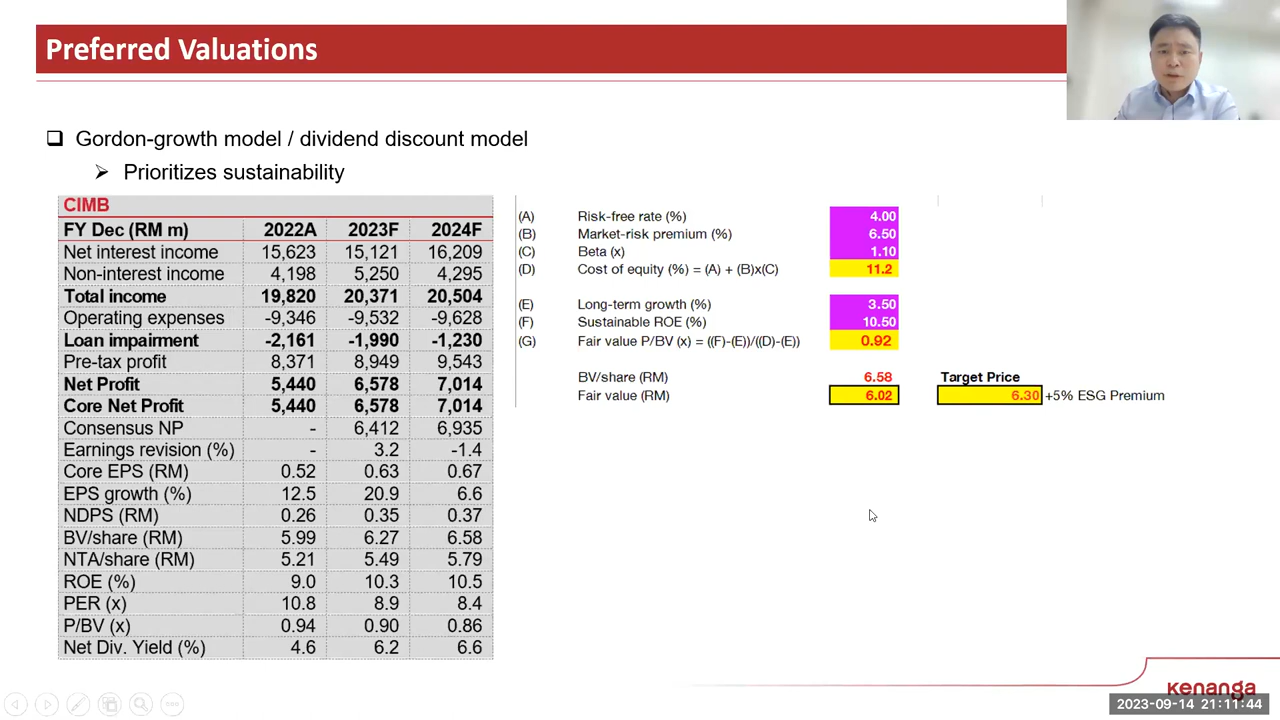 Preferred Valuations
Gordon-growth model / dividend discount model
Prioritizes sustainability
CIMB
FY Dec (RM m) 2022A 2023F 2024F
Net interest income 15,623 15,121 16,209
Non-interest income 4,198 5,250 4,295
Total income 19,820 20,371 20,504
Operating expenses -9,346 -9,532 -9,628
Loan impairment -2,161 -1,990 -1,230
Pre-tax profit 8,371 8,949 9,543
Net Profit 5,440 6,578 7,014
Core Net Profit 5,440 6,578 7,014
Consensus NP - 6,412 6,935
Earnings revision (%) - 3.2 -1.4
Core EPS (RM) 0.52 0.63 0.67
EPS growth (%) 12.5 20.9 6.6
NDPS (RM) 0.26 0.35 0.37
BV/share (RM) 5.99 6.27 6.58
NTA/share (RM) 5.21 5.49 5.79
ROE (%) 9.0 10.3 10.5
PER (x) 10.8 8.9 8.4
P/BV (x) 0.94 0.90 0.86
Net Div. Yield (%) 4.6 6.2 6.6
(A) Risk-free rate (%) 4.00
(B) Market-risk premium (%) 6.50
(C) Beta (x) 1.10
(D) Cost of equity (%) = (A) + (B)x(C) 11.2
(E) Long-term growth (%) 3.50
(F) Sustainable ROE (%) 10.50
(G) Fair value P/BV (x) = ((F)-(E))/((D)-(E)) 0.92
BV/share (RM) 6.58 Target Price
Fair value (RM) 6.02 6.30 +5% ESG Premium
kenanga
2023-09-14 21:11:44